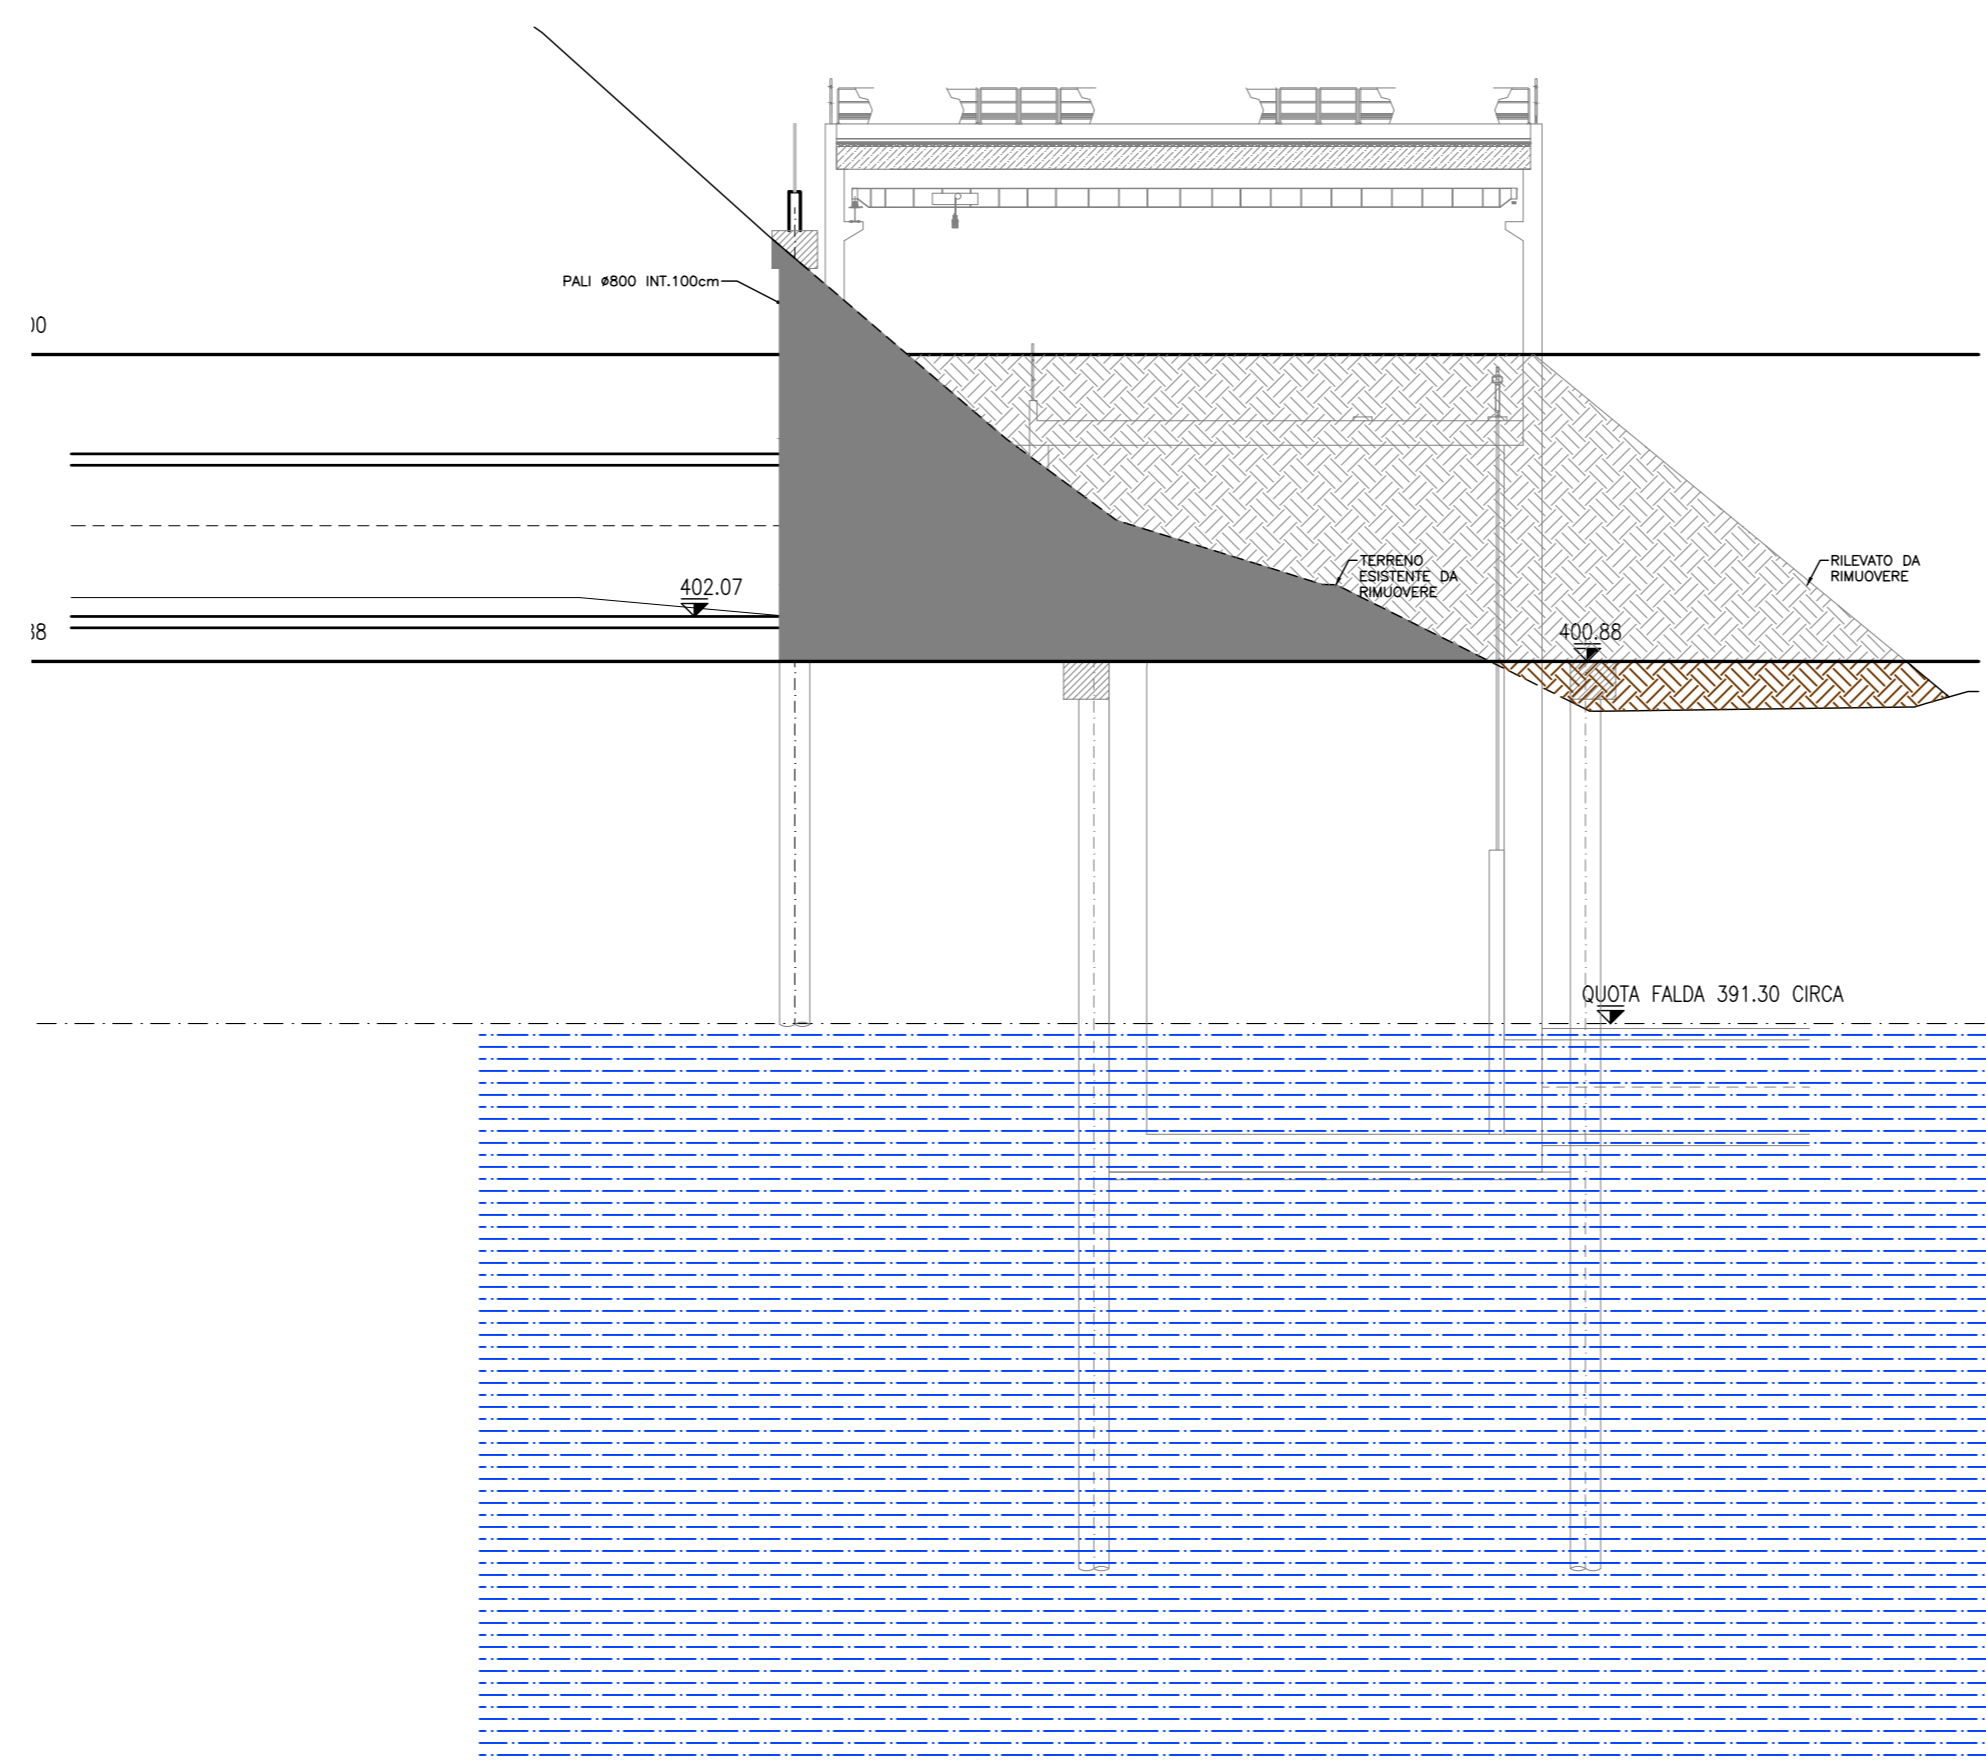 PALI ø800 INT.100cm
00
TERRENO
ESISTENTE DA
RIMUOVERE
RILEVATO DA
RIMUOVERE
402.07
88
400.88
QUOTA FALDA 391.30 CIRCA